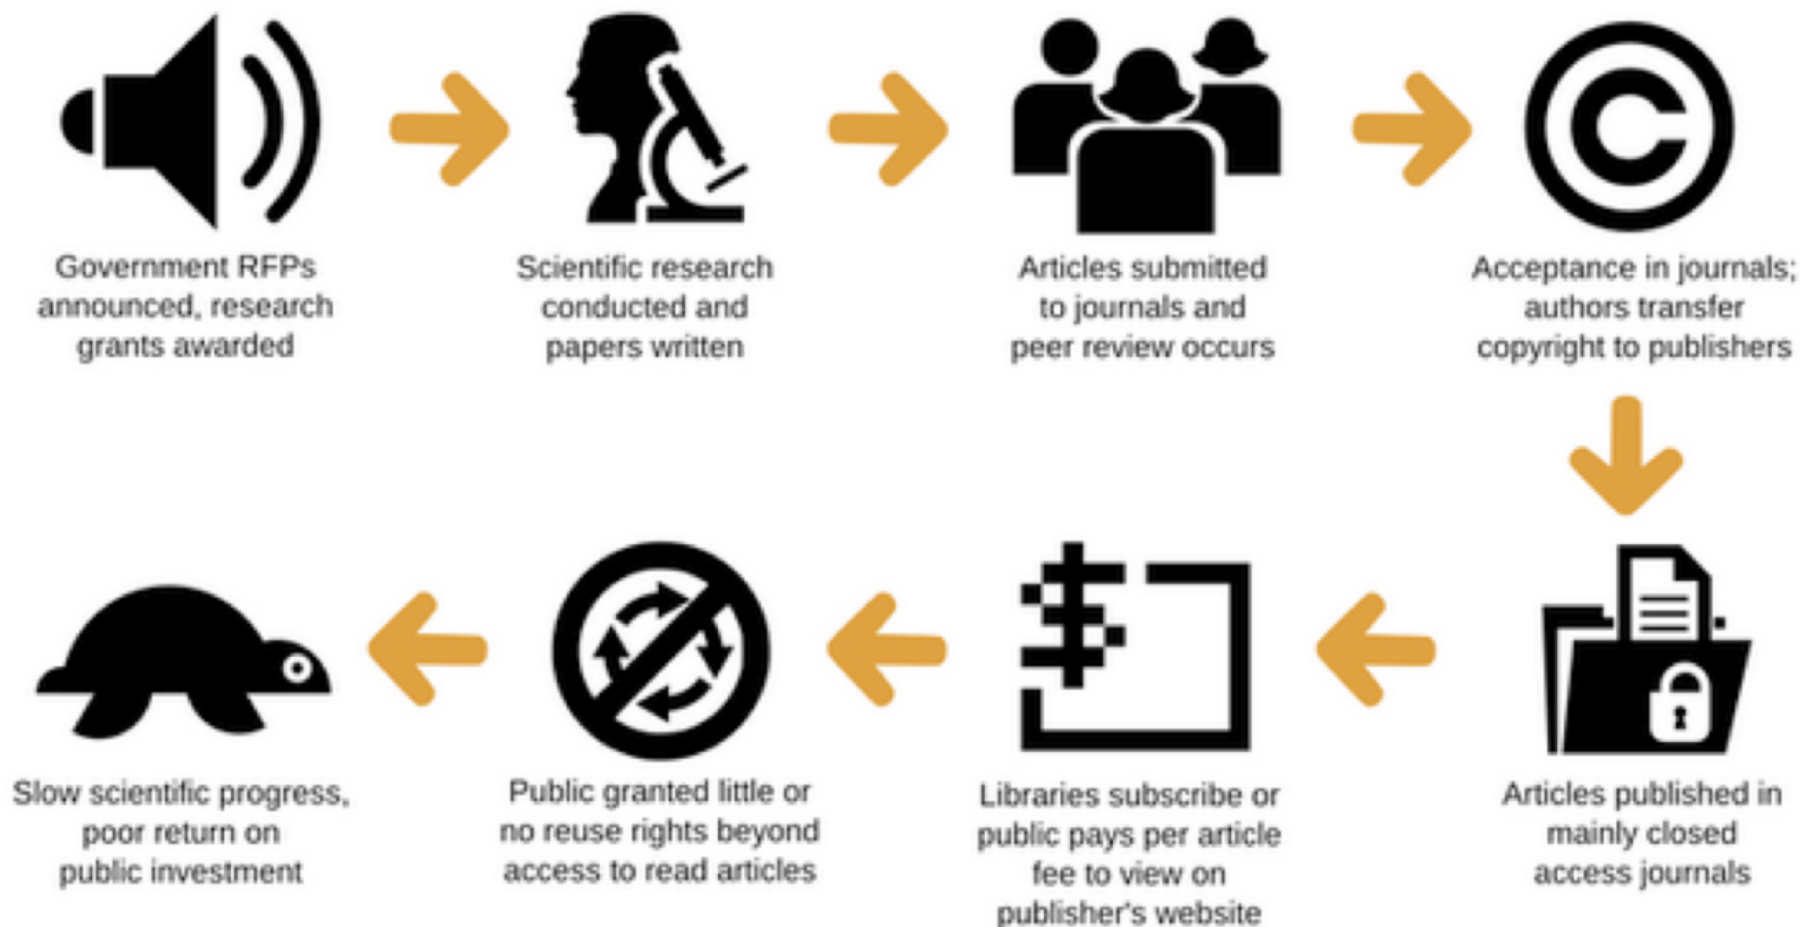 Government RFPs
announced, research
grants awarded
Scientific research
conducted and
papers written
Articles submitted
to journals and
peer review occurs
Acceptance in journals;
authors transfer
copyright to publishers
Articles published in
mainly closed
access journals
Libraries subscribe or
public pays per article
fee to view on
publisher's website
Public granted little or
no reuse rights beyond
access to read articles
Slow scientific progress,
poor return on
public investment